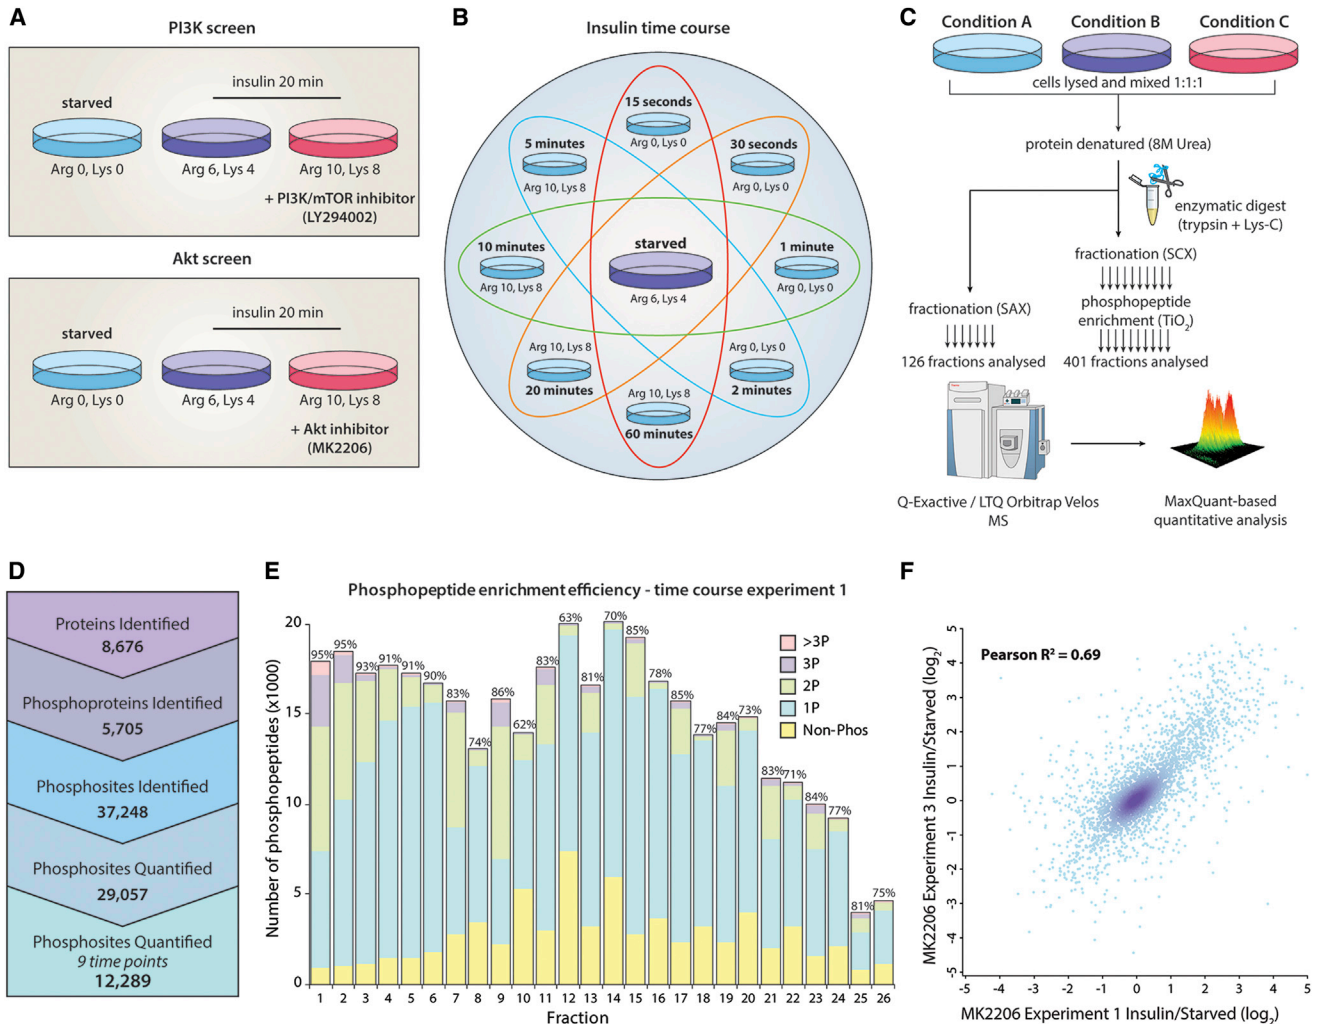 A
PI3K screen
insulin 20 min
starved
Arg 0, Lys 0
Arg 6, Lys 4
Arg 10, Lys 8
+ PI3K/mTOR inhibitor
(LY294002)
Akt screen
insulin 20 min
starved
Arg 0, Lys 0
Arg 6, Lys 4
Arg 10, Lys 8
+ Akt inhibitor
(MK2206)
B
Insulin time course
15 seconds
Arg 0, Lys 0
5 minutes
Arg 10, Lys 8
30 seconds
Arg 0, Lys 0
10 minutes
Arg 10, Lys 8
starved
Arg 6, Lys 4
1 minute
Arg 0, Lys 0
Arg 10, Lys 8
20 minutes
Arg 0, Lys 0
2 minutes
Arg 10, Lys 8
60 minutes
C
Condition A
Condition B
Condition C
cells lysed and mixed 1:1:1
protein denatured (8M Urea)
enzymatic digest
(trypsin + Lys-C)
fractionation (SCX)
phosphopeptide
enrichment (TiO2)
fractionation (SAX)
126 fractions analysed
401 fractions analysed
Q-Exactive / LTQ Orbitrap Velos
MS
MaxQuant-based
quantitative analysis
D
Proteins Identified
8,676
Phosphoproteins Identified
5,705
Phosphosites Identified
37,248
Phosphosites Quantified
29,057
Phosphosites Quantified
9 time points
12,289
E
Phosphopeptide enrichment efficiency - time course experiment 1
Number of phosphopeptides (x1000)
20
15
10
5
0
95%
95%
93%
91%
91%
90%
83%
74%
86%
62%
83%
63%
81%
70%
85%
78%
85%
77%
84%
73%
83%
71%
84%
77%
81%
75%
>3P
3P
2P
1P
Non-Phos
1 2 3 4 5 6 7 8 9 10 11 12 13 14 15 16 17 18 19 20 21 22 23 24 25 26
Fraction
F
Pearson R² = 0.69
MK2206 Experiment 3 Insulin/Starved (log2)
5
4
3
2
1
0
-1
-2
-3
-4
-5
-5 -4 -3 -2 -1 0 1 2 3 4 5
MK2206 Experiment 1 Insulin/Starved (log2)